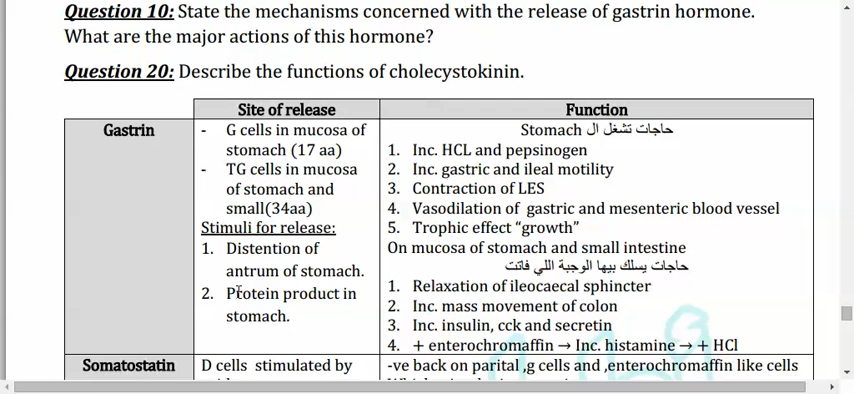 Question 10: State the mechanisms concerned with the release of gastrin hormone.
What are the major actions of this hormone?
Question 20: Describe the functions of cholecystokinin.
Site of release
Function
Gastrin
- G cells in mucosa of
stomach (17 aa)
- TG cells in mucosa
of stomach and
small(34aa)
Stimuli for release:
1. Distention of
antrum of stomach.
2. Protein product in
stomach.
حاجات تشغل ال Stomach
1. Inc. HCL and pepsinogen
2. Inc. gastric and ileal motility
3. Contraction of LES
4. Vasodilation of gastric and mesenteric blood vessel
5. Trophic effect “growth”
On mucosa of stomach and small intestine
حاجات يسلك بيها الوجبة اللي فاتت
1. Relaxation of ileocaecal sphincter
2. Inc. mass movement of colon
3. Inc. insulin, cck and secretin
4. + enterochromaffin → Inc. histamine → + HCl
Somatostatin
D cells stimulated by
-ve back on parital ,g cells and ,enterochromaffin like cells